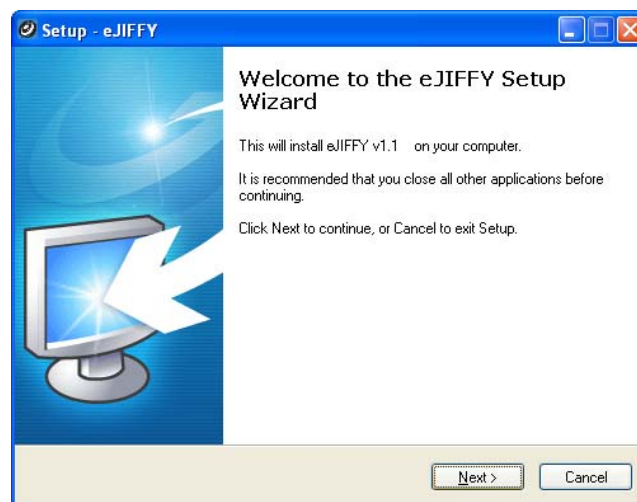 Setup - eJIFFY
Welcome to the eJIFFY Setup
Wizard
This will install eJIFFY v1.1 on your computer.
It is recommended that you close all other applications before
continuing.
Click Next to continue, or Cancel to exit Setup.
Next >
Cancel